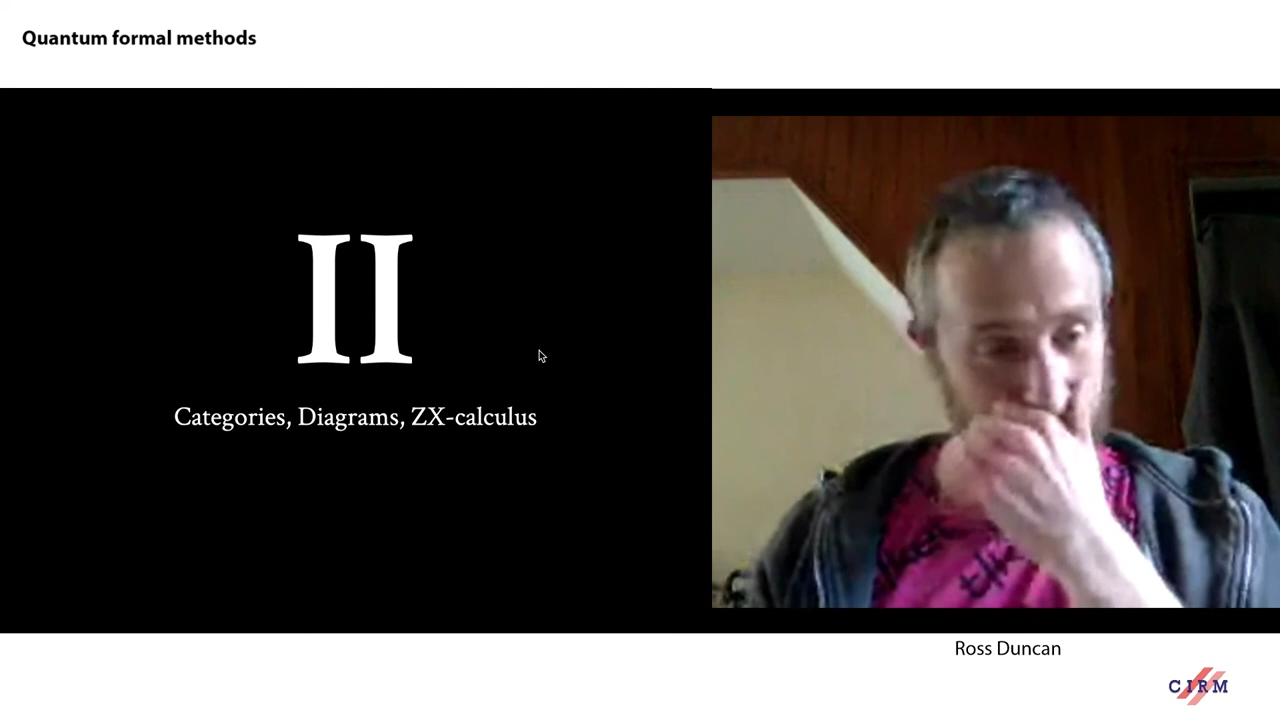 Quantum formal methods
II
Categories, Diagrams, ZX-calculus
Ross Duncan
CIRM